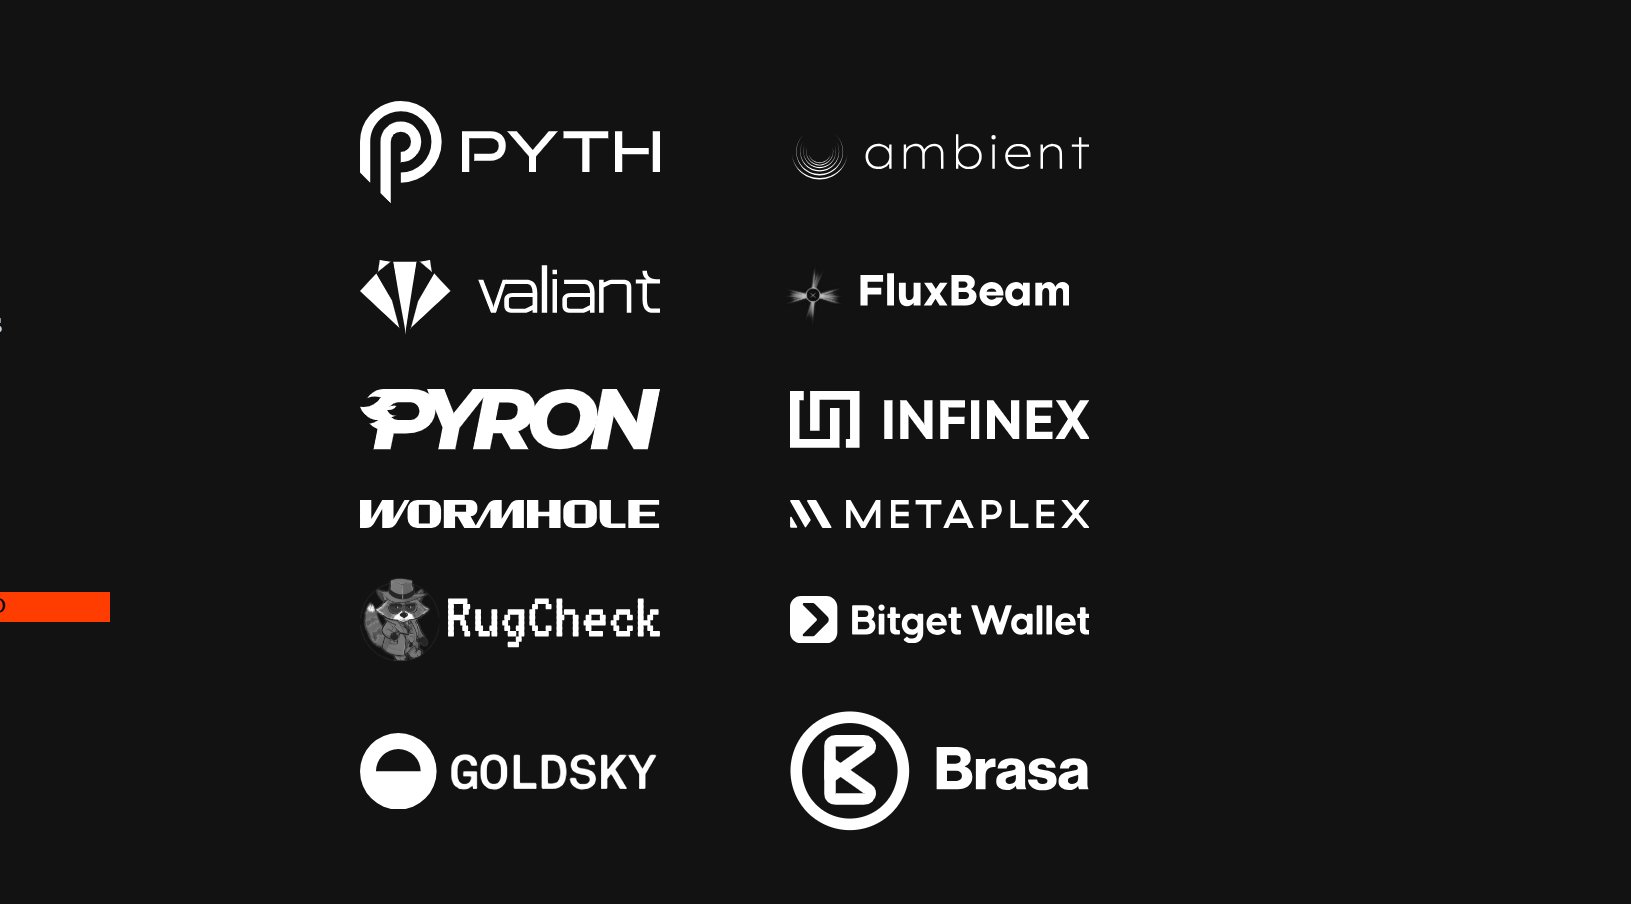 PYTH
ambient
valiant
FluxBeam
PYRON
INFINEX
WORMHOLE
METAPLEX
RugCheck
Bitget Wallet
GOLDSKY
Brasa